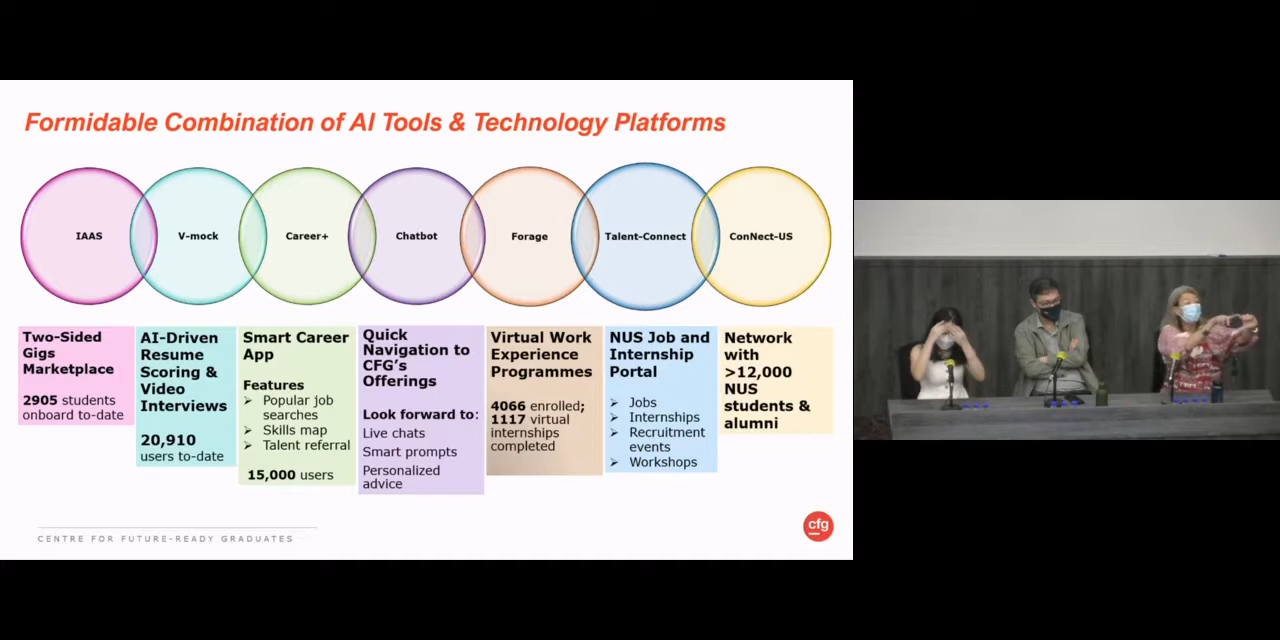 Formidable Combination of AI Tools & Technology Platforms
IAAS
V-mock
Career+
Chatbot
Forage
Talent-Connect
ConNect-US
Two-Sided
Gigs
Marketplace
2905 students
onboard to-date
AI-Driven
Resume
Scoring &
Video
Interviews
20,910
users to-date
Smart Career
App
Features
Popular job
searches
Skills map
Talent referral
15,000 users
Quick
Navigation to
CFG's
Offerings
Look forward to:
Live chats
Smart prompts
Personalized
advice
Virtual Work
Experience
Programmes
4066 enrolled;
1117 virtual
internships
completed
NUS Job and
Internship
Portal
Jobs
Internships
Recruitment
events
Workshops
Network
with
>12,000
NUS
students &
alumni
CENTRE FOR FUTURE-READY GRADUATES
cfg